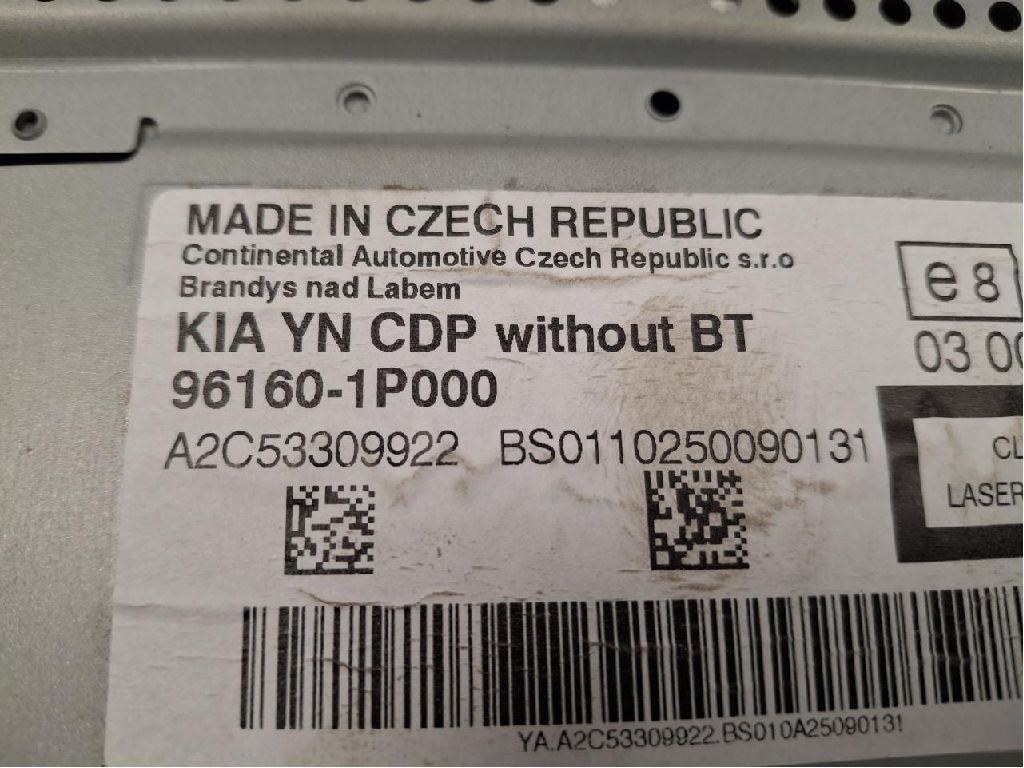 MADE IN CZECH REPUBLIC
Continental Automotive Czech Republic s.r.o
Brandys nad Labem
KIA YN CDP without BT
96160-1P000
A2C53309922 BS0110250090131
e8
03 00
CL
LASER
YA.A2C53309922.BS010A25090131